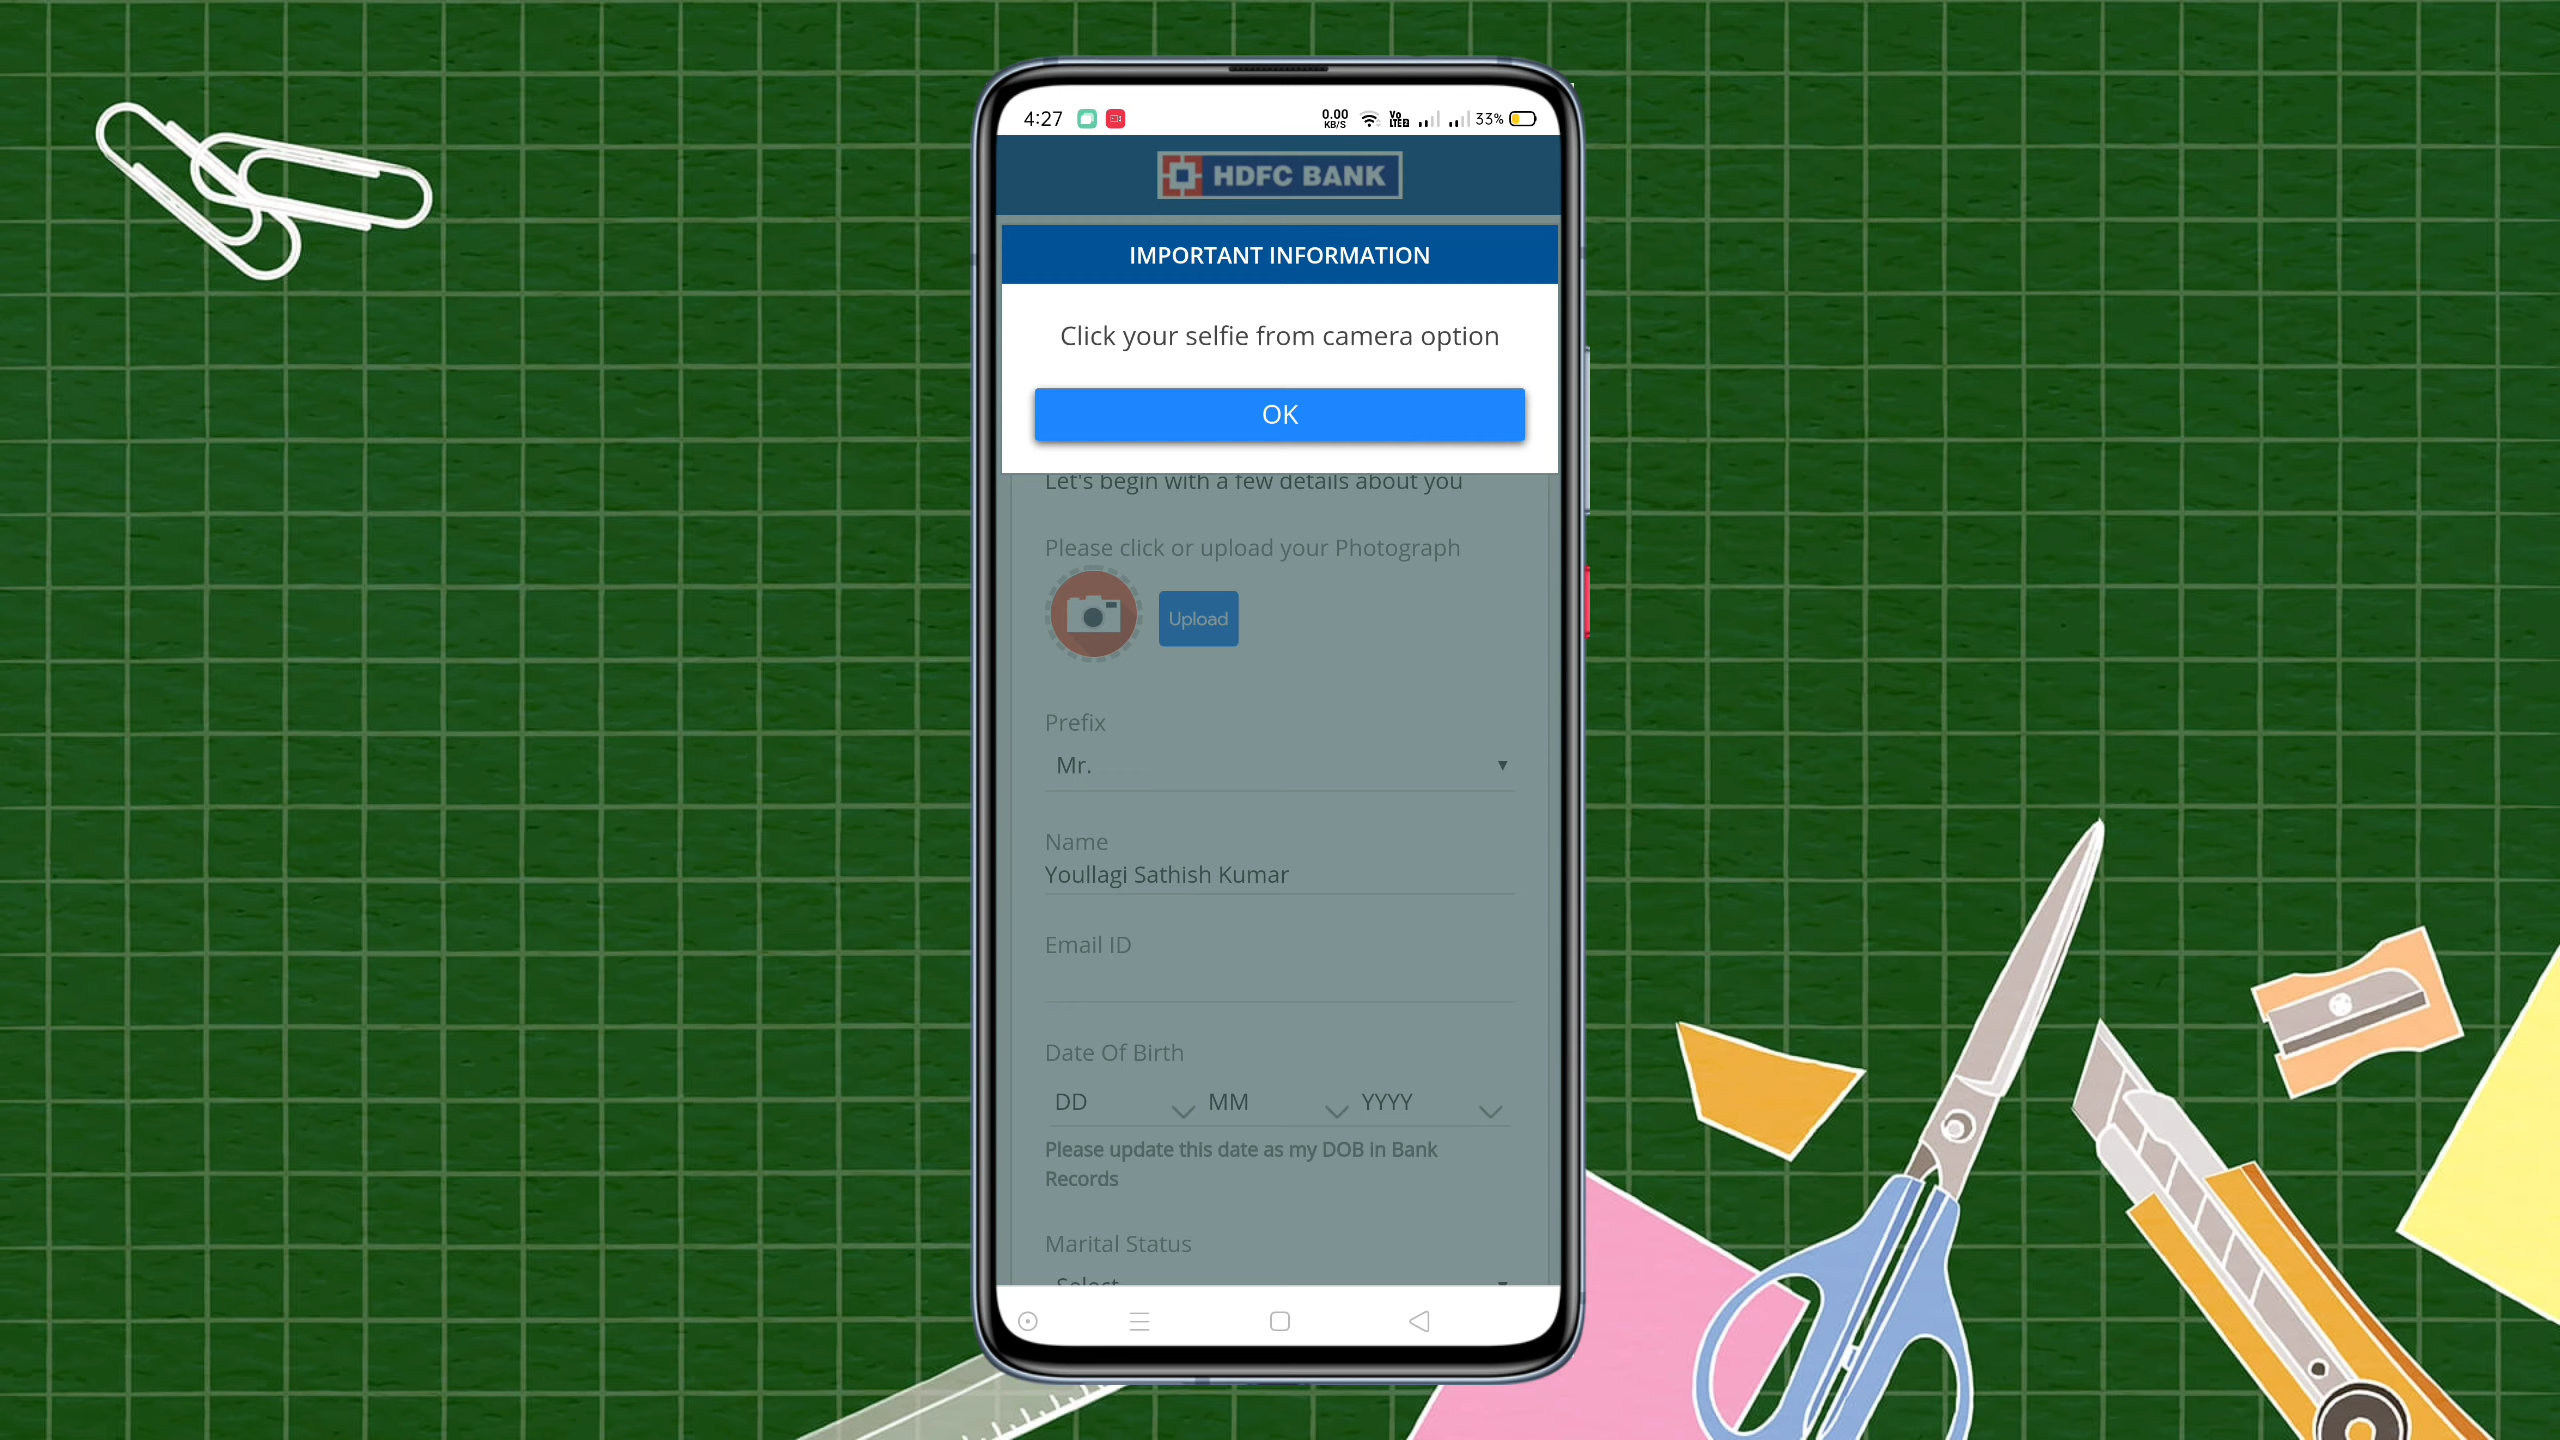 4:27
0.00
KB/S
Vo
LTE2
33%
HDFC BANK
IMPORTANT INFORMATION
Click your selfie from camera option
OK
Let's begin with a few details about you
Please click or upload your Photograph
Upload
Prefix
Mr.
Name
Youllagi Sathish Kumar
Email ID
Date Of Birth
DD MM YYYY
Please update this date as my DOB in Bank
Records
Marital Status
Select